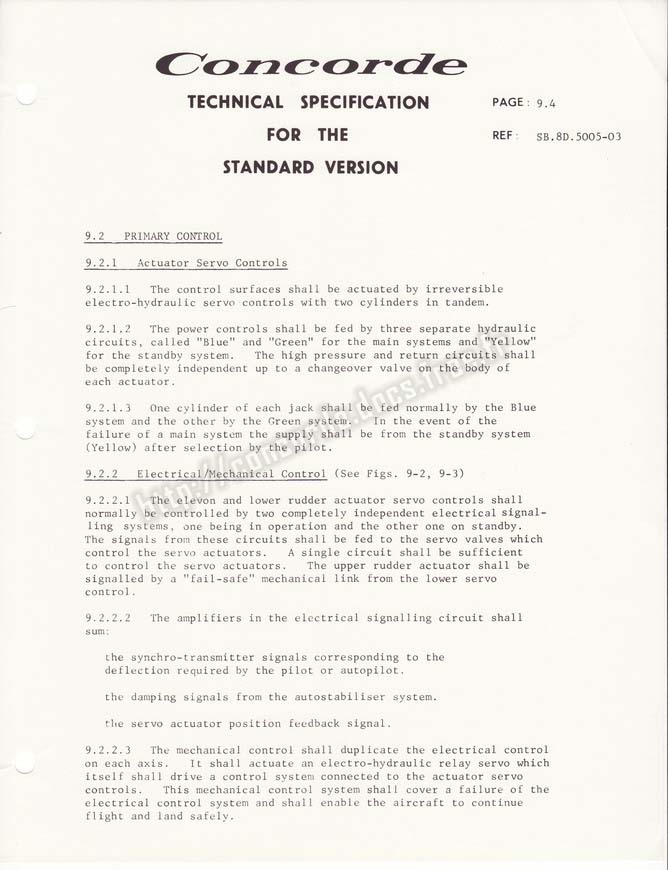 Concorde
TECHNICAL SPECIFICATION
FOR THE
STANDARD VERSION
PAGE: 9.4
REF: SB.8D.5005-03
9.2 PRIMARY CONTROL
9.2.1 Actuator Servo Controls
9.2.1.1 The control surfaces shall be actuated by irreversible
electro-hydraulic servo controls with two cylinders in tandem.
9.2.1.2 The power controls shall be fed by three separate hydraulic
circuits, called "Blue" and "Green" for the main systems and "Yellow"
for the standby system. The high pressure and return circuits shall
be completely independent up to a changeover valve on the body of
each actuator.
9.2.1.3 One cylinder of each jack shall be fed normally by the Blue
system and the other by the Green system. In the event of the
failure of a main system the supply shall be from the standby system
(Yellow) after selection by the pilot.
9.2.2 Electrical/Mechanical Control (See Figs. 9-2, 9-3)
9.2.2.1 The elevon and lower rudder actuator servo controls shall
normally be controlled by two completely independent electrical signal-
ling systems, one being in operation and the other one on standby.
The signals from these circuits shall be fed to the servo valves which
control the servo actuators. A single circuit shall be sufficient
to control the servo actuators. The upper rudder actuator shall be
signalled by a "fail-safe" mechanical link from the lower servo
control.
9.2.2.2 The amplifiers in the electrical signalling circuit shall
sum:
the synchro-transmitter signals corresponding to the
deflection required by the pilot or autopilot.
the damping signals from the autostabiliser system.
the servo actuator position feedback signal.
9.2.2.3 The mechanical control shall duplicate the electrical control
on each axis. It shall actuate an electro-hydraulic relay servo which
itself shall drive a control system connected to the actuator servo
controls. This mechanical control system shall cover a failure of the
electrical control system and shall enable the aircraft to continue
flight and land safely.